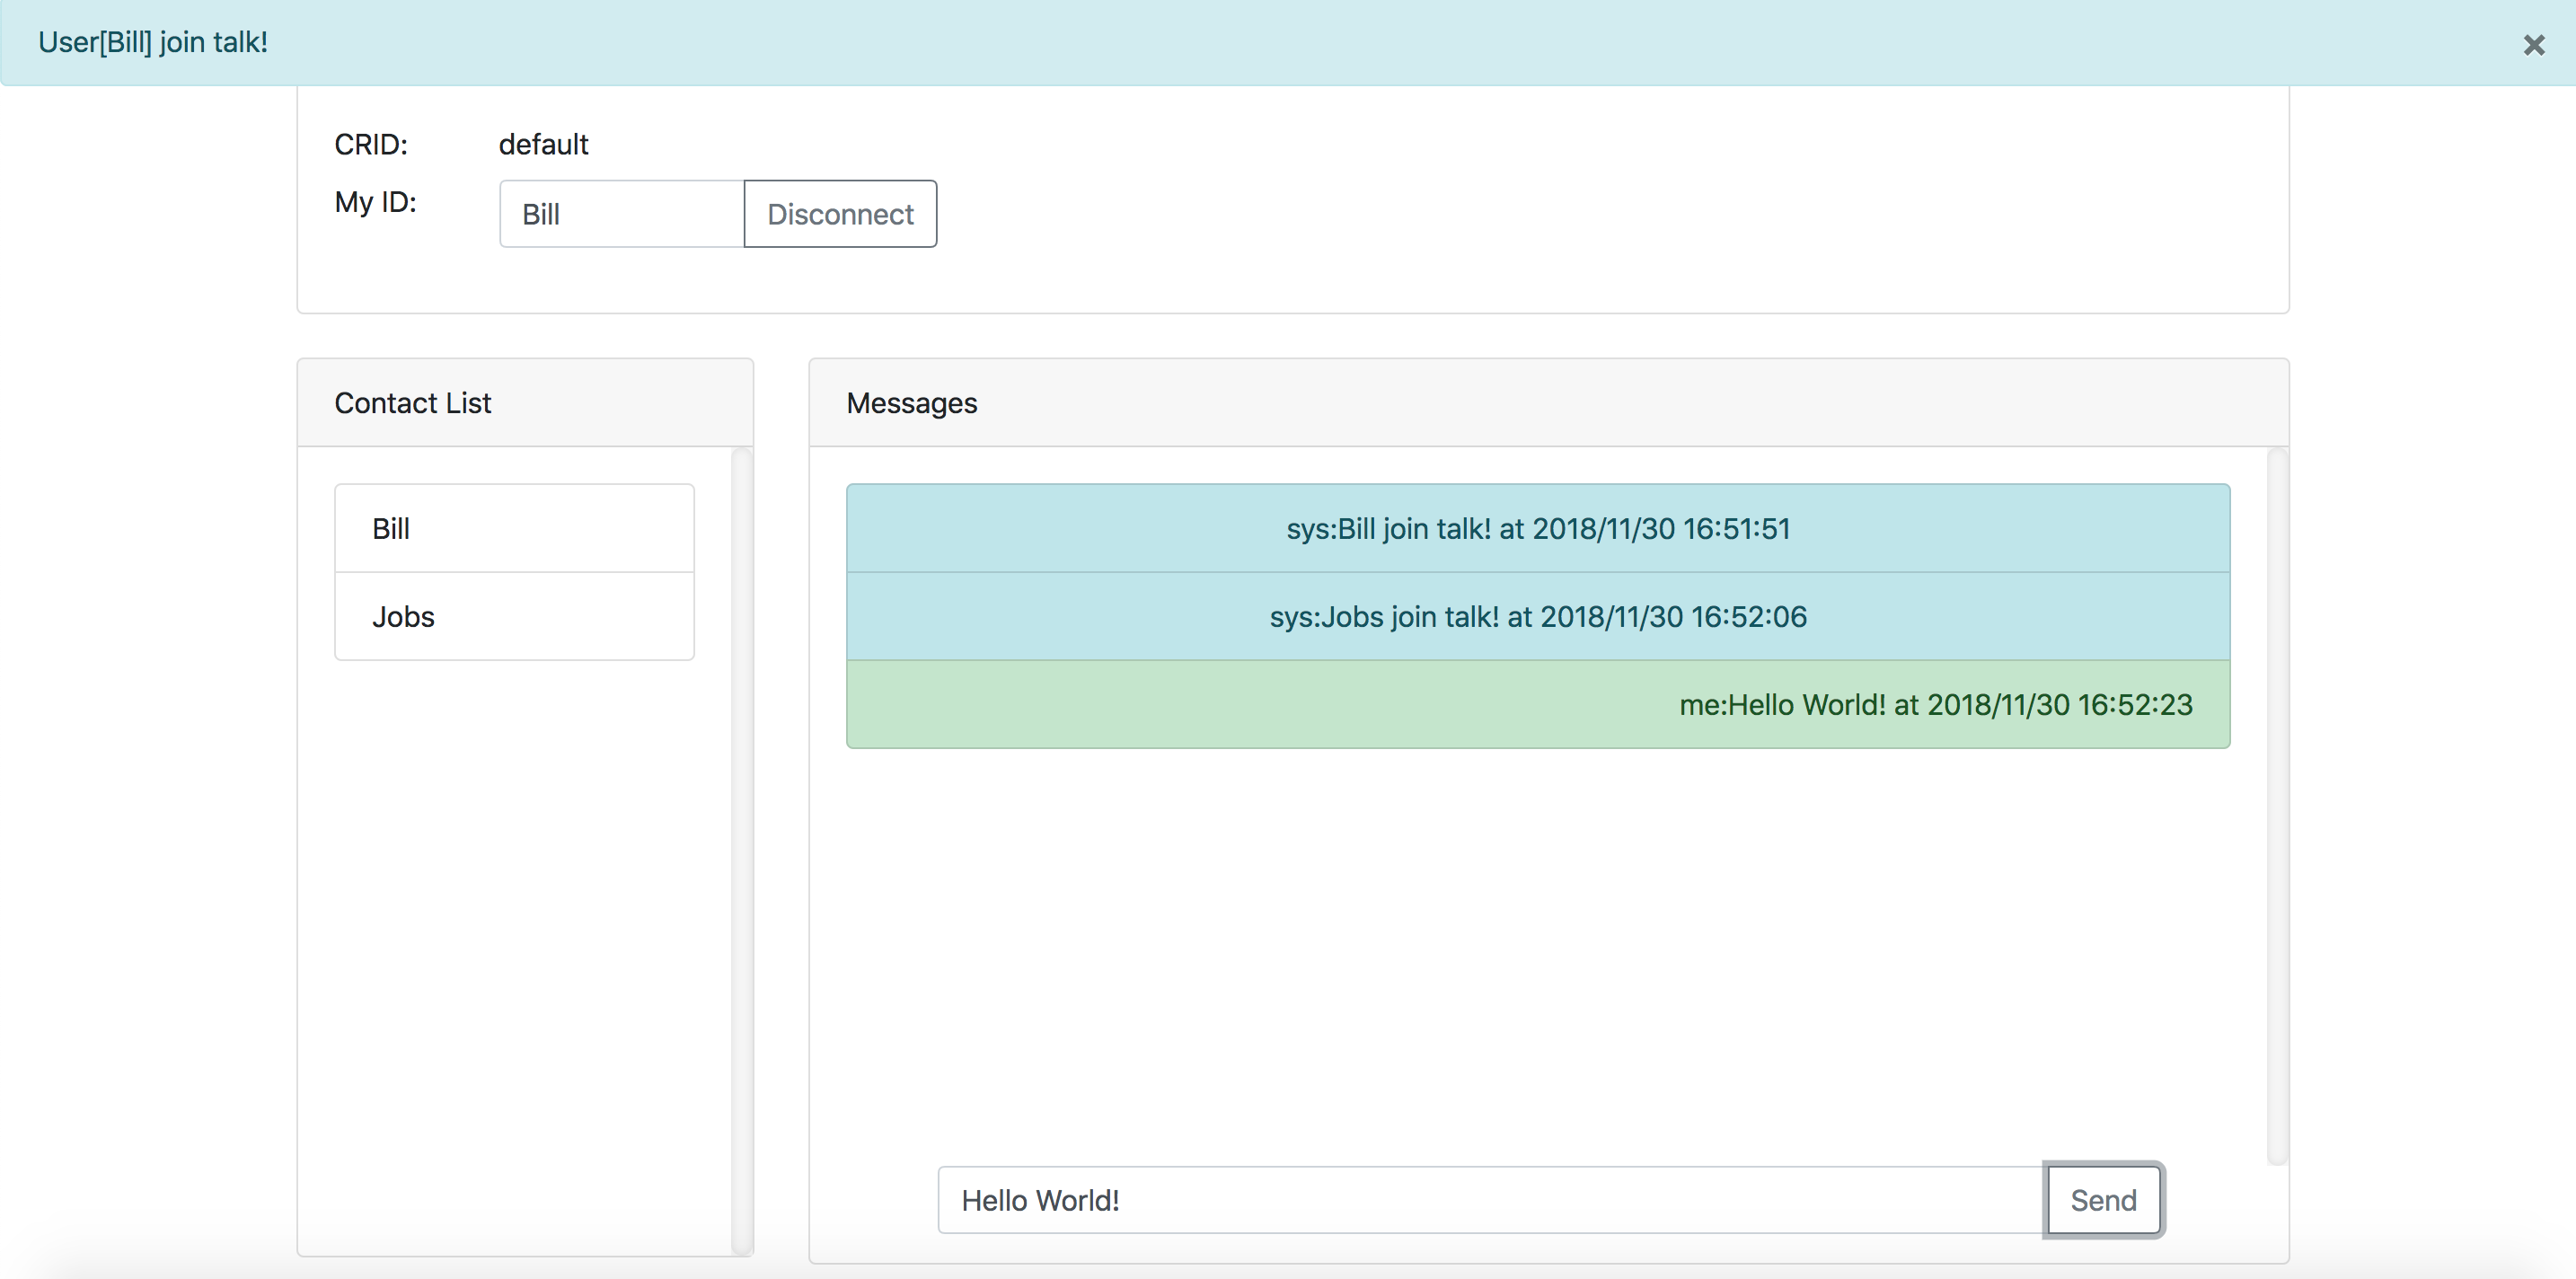 User[Bill] join talk!
×
CRID: default
My ID: Bill Disconnect
Contact List
Bill
Jobs
Messages
sys:Bill join talk! at 2018/11/30 16:51:51
sys:Jobs join talk! at 2018/11/30 16:52:06
me:Hello World! at 2018/11/30 16:52:23
Hello World! Send